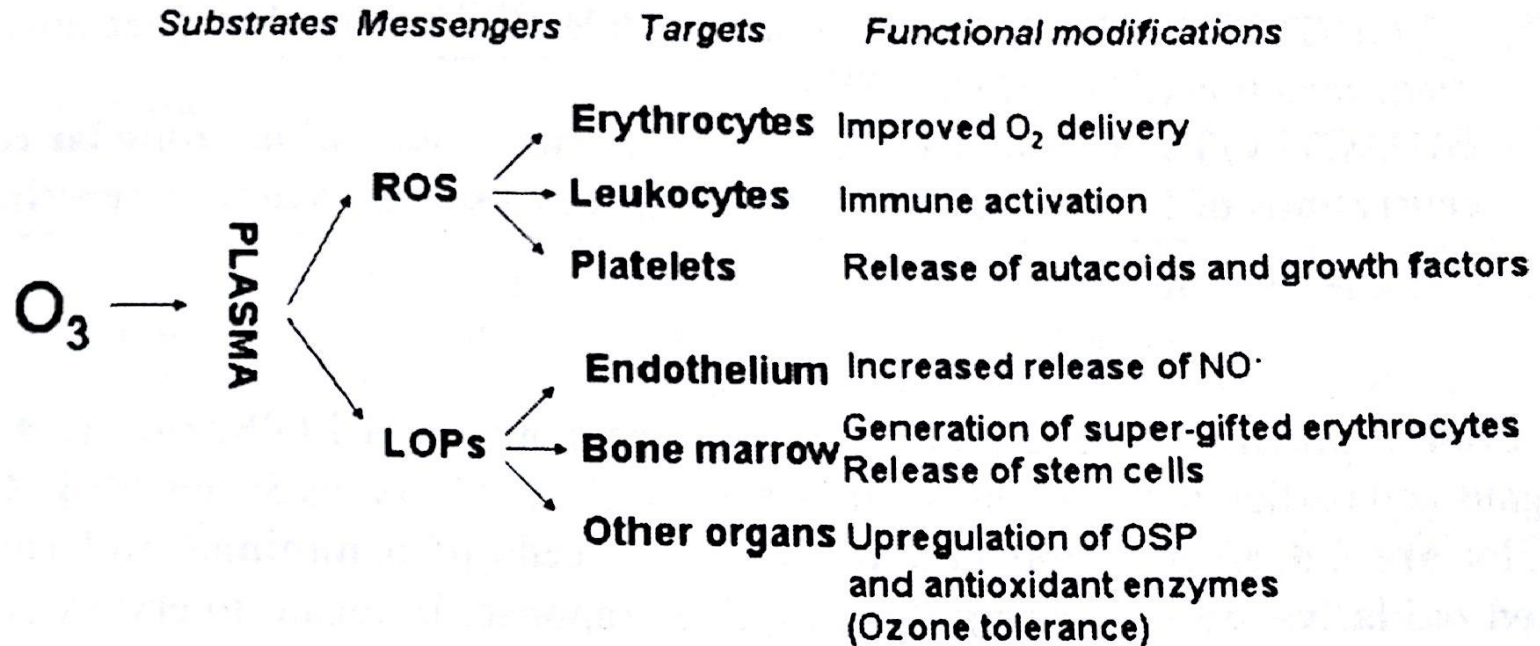 Substrates Messengers Targets Functional modifications
O₃
PLASMA
ROS
Erythrocytes Improved O₂ delivery
Leukocytes Immune activation
Platelets Release of autacoids and growth factors
LOPs
Endothelium Increased release of NO·
Bone marrow Generation of super-gifted erythrocytes
Release of stem cells
Other organs Upregulation of OSP
and antioxidant enzymes
(Ozone tolerance)